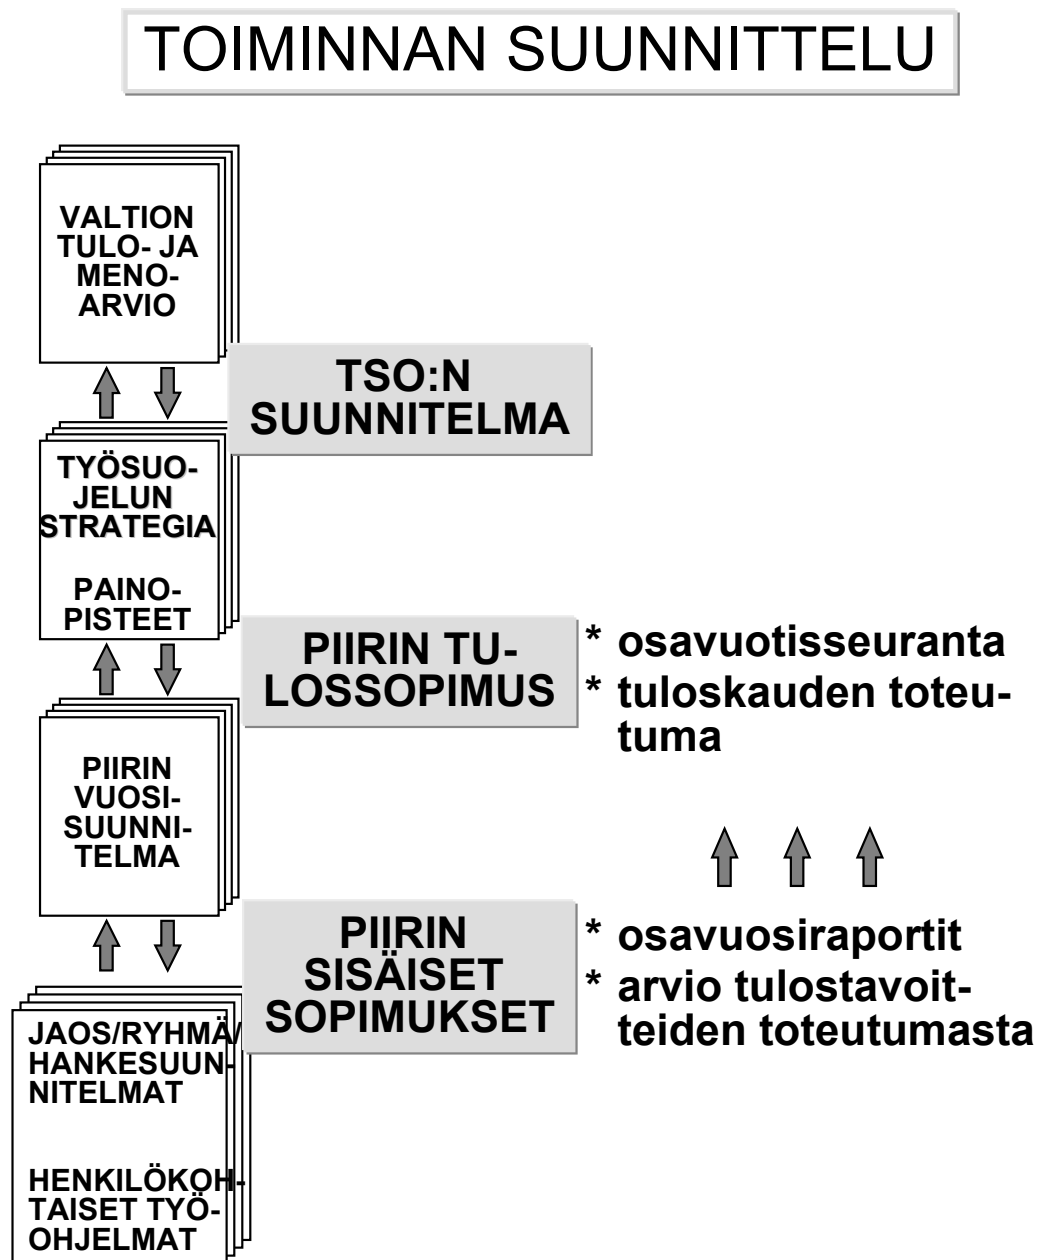 TOIMINNAN SUUNNITTELU
VALTION
TULO- JA
MENO-
ARVIO
TSO:N
SUUNNITELMA
TYÖSUO-
JELUN
STRATEGIA
PAINO-
PISTEET
PIIRIN TU-
LOSSOPIMUS
* osavuotisseuranta
* tuloskauden toteu-
tuma
PIIRIN
VUOSI-
SUUNNI-
TELMA
PIIRIN
SISÄISET
SOPIMUKSET
* osavuosiraportit
* arvio tulostavoit-
teiden toteutumasta
JAOS/RYHMÄ/
HANKESUUN-
NITELMAT
HENKILÖKOH-
TAISET TYÖ-
OHJELMAT